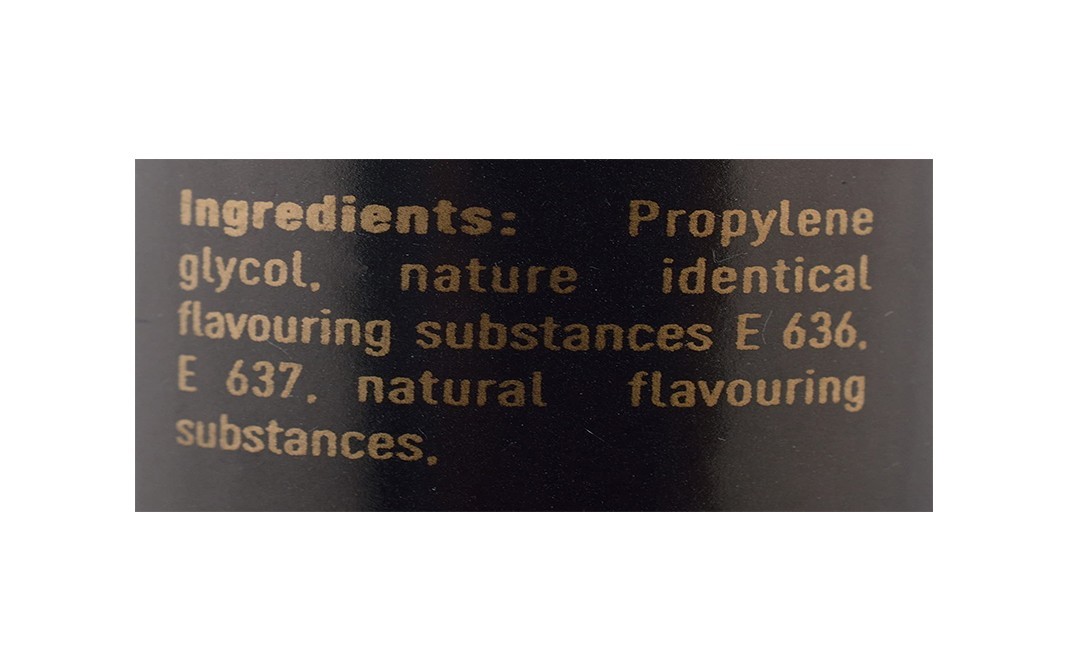 Ingredients: Propylene
glycol, nature identical
flavouring substances E 636,
E 637, natural flavouring
substances,